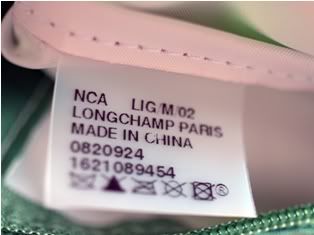 NCA LIG/M/02
LONGCHAMP PARIS
MADE IN CHINA
0820924
1621089454